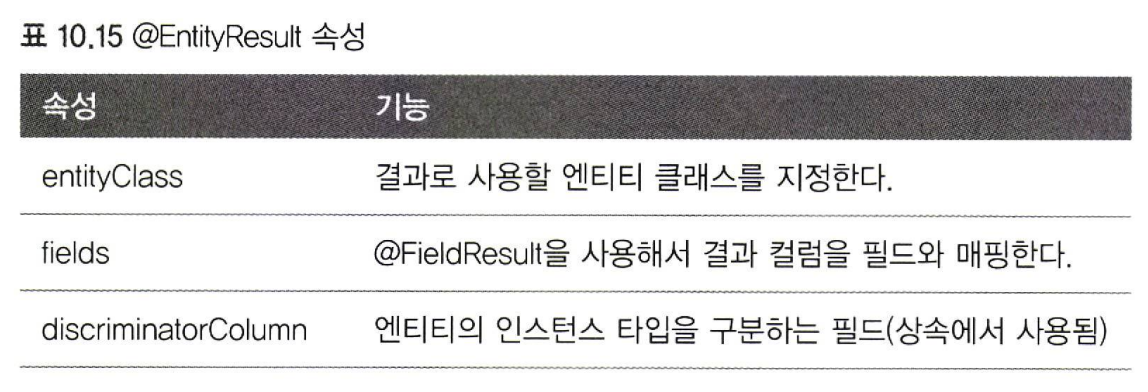 표 10.15 @EntityResult 속성
속성 기능
entityClass 결과로 사용할 엔티티 클래스를 지정한다.
fields @FieldResult을 사용해서 결과 컬럼을 필드와 매핑한다.
discriminatorColumn 엔티티의 인스턴스 타입을 구분하는 필드(상속에서 사용됨)